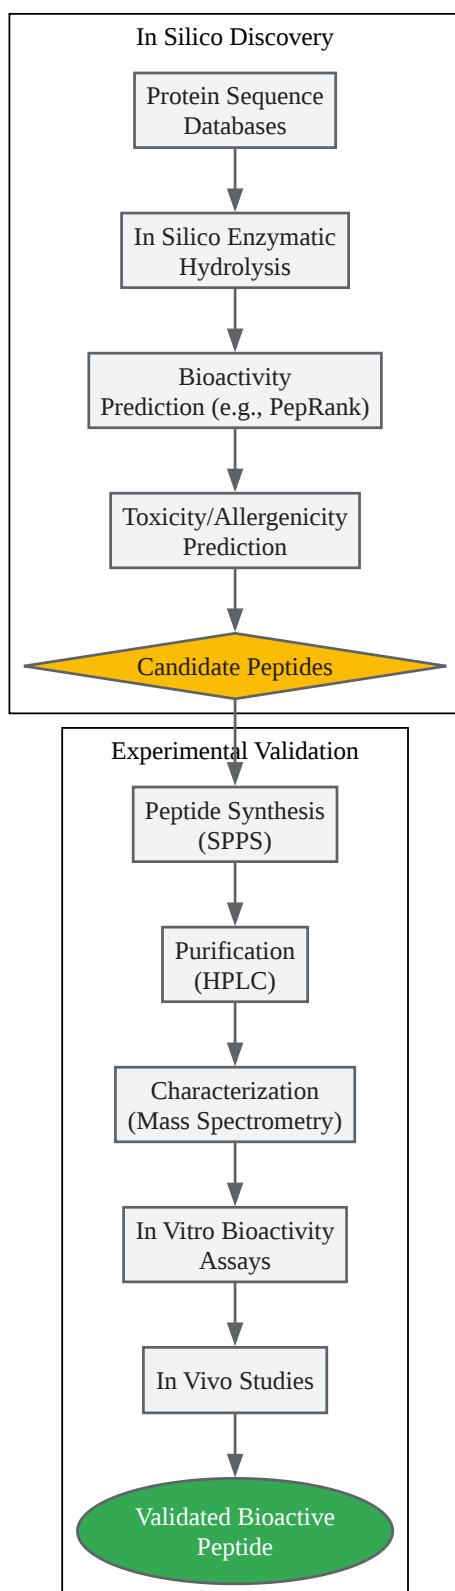 In Silico Discovery
Protein Sequence
Databases
In Silico Enzymatic
Hydrolysis
Bioactivity
Prediction (e.g., PepRank)
Toxicity/Allergenicity
Prediction
Candidate Peptides
Experimental Validation
Peptide Synthesis
(SPPS)
Purification
(HPLC)
Characterization
(Mass Spectrometry)
In Vitro Bioactivity
Assays
In Vivo Studies
Validated Bioactive
Peptide